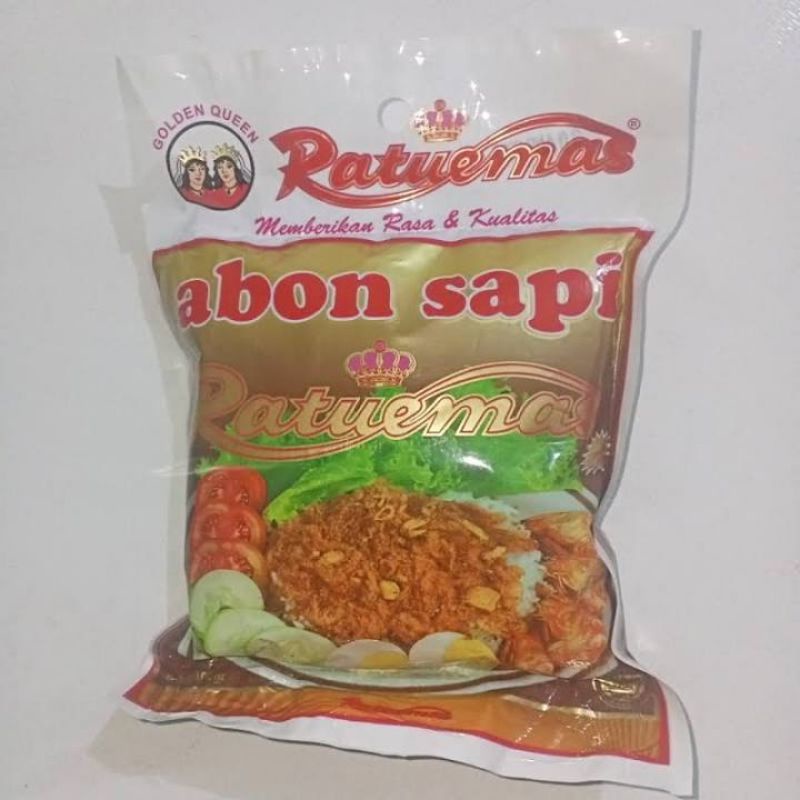 GOLDEN QUEEN
Ratuemas®
Memberikan Rasa & Kualitas
abon sapi
Ratuemas